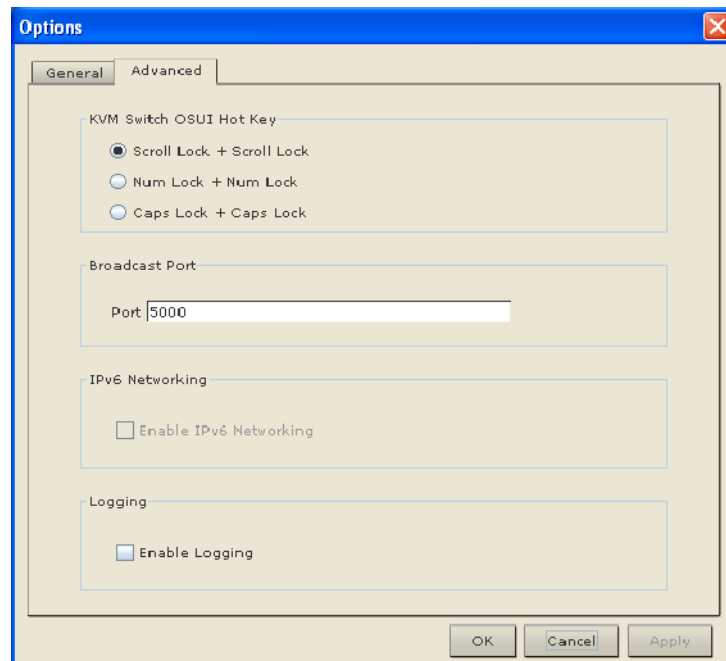 Options
General
Advanced
KVM Switch OSUI Hot Key
Scroll Lock + Scroll Lock
Num Lock + Num Lock
Caps Lock + Caps Lock
Broadcast Port
Port 5000
IPv6 Networking
Enable IPv6 Networking
Logging
Enable Logging
OK
Cancel
Apply